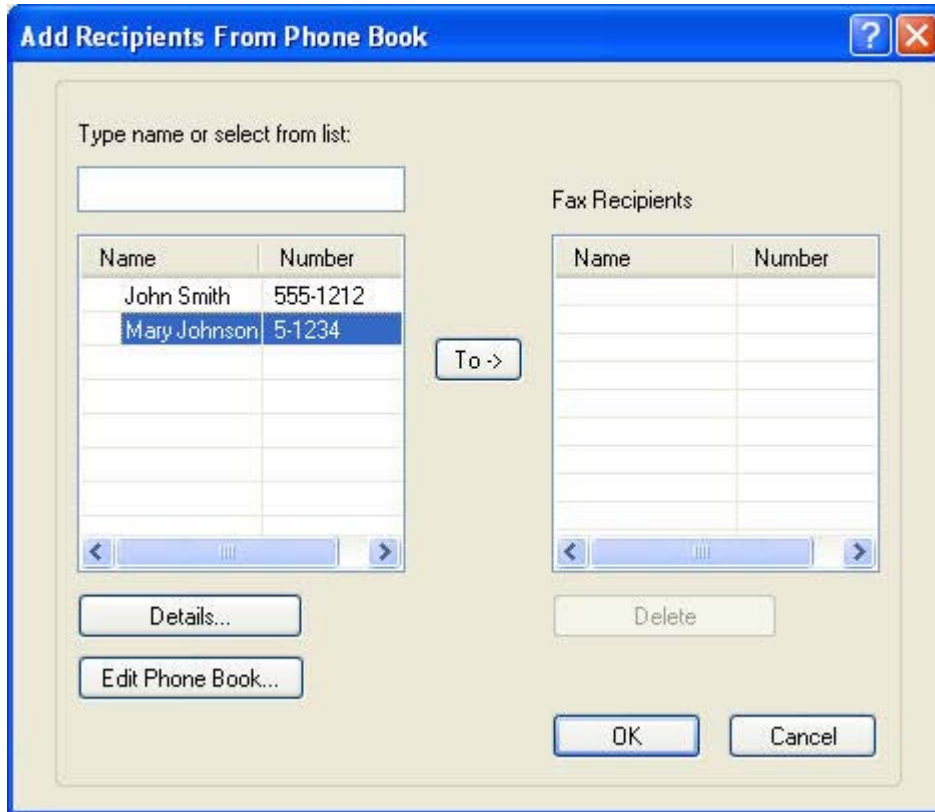 Add Recipients From Phone Book
Type name or select from list:
Fax Recipients
Name Number
John Smith 555-1212
Mary Johnson 5-1234
To ->
Name Number
Details...
Delete
Edit Phone Book...
OK Cancel